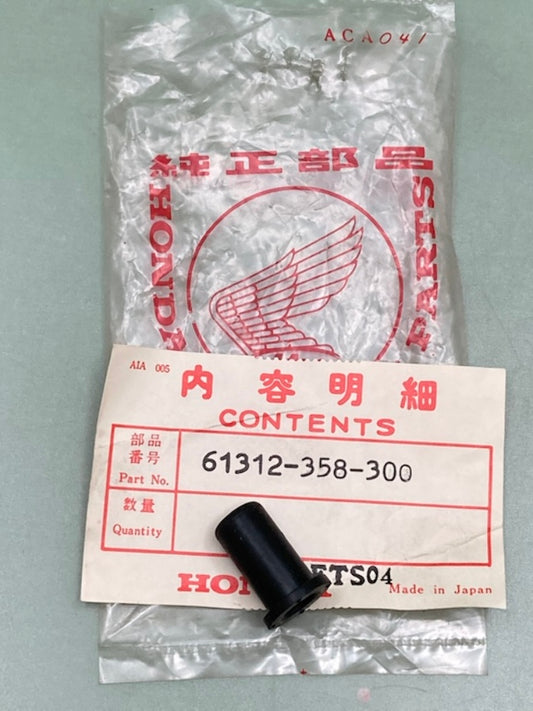 ACA041
純正部品
HONDA
PARTS
AIA 005
内容明細
CONTENTS
部品
番号
Part No.
61312-358-300
数量
Quantity
ETS04
Made in Japan